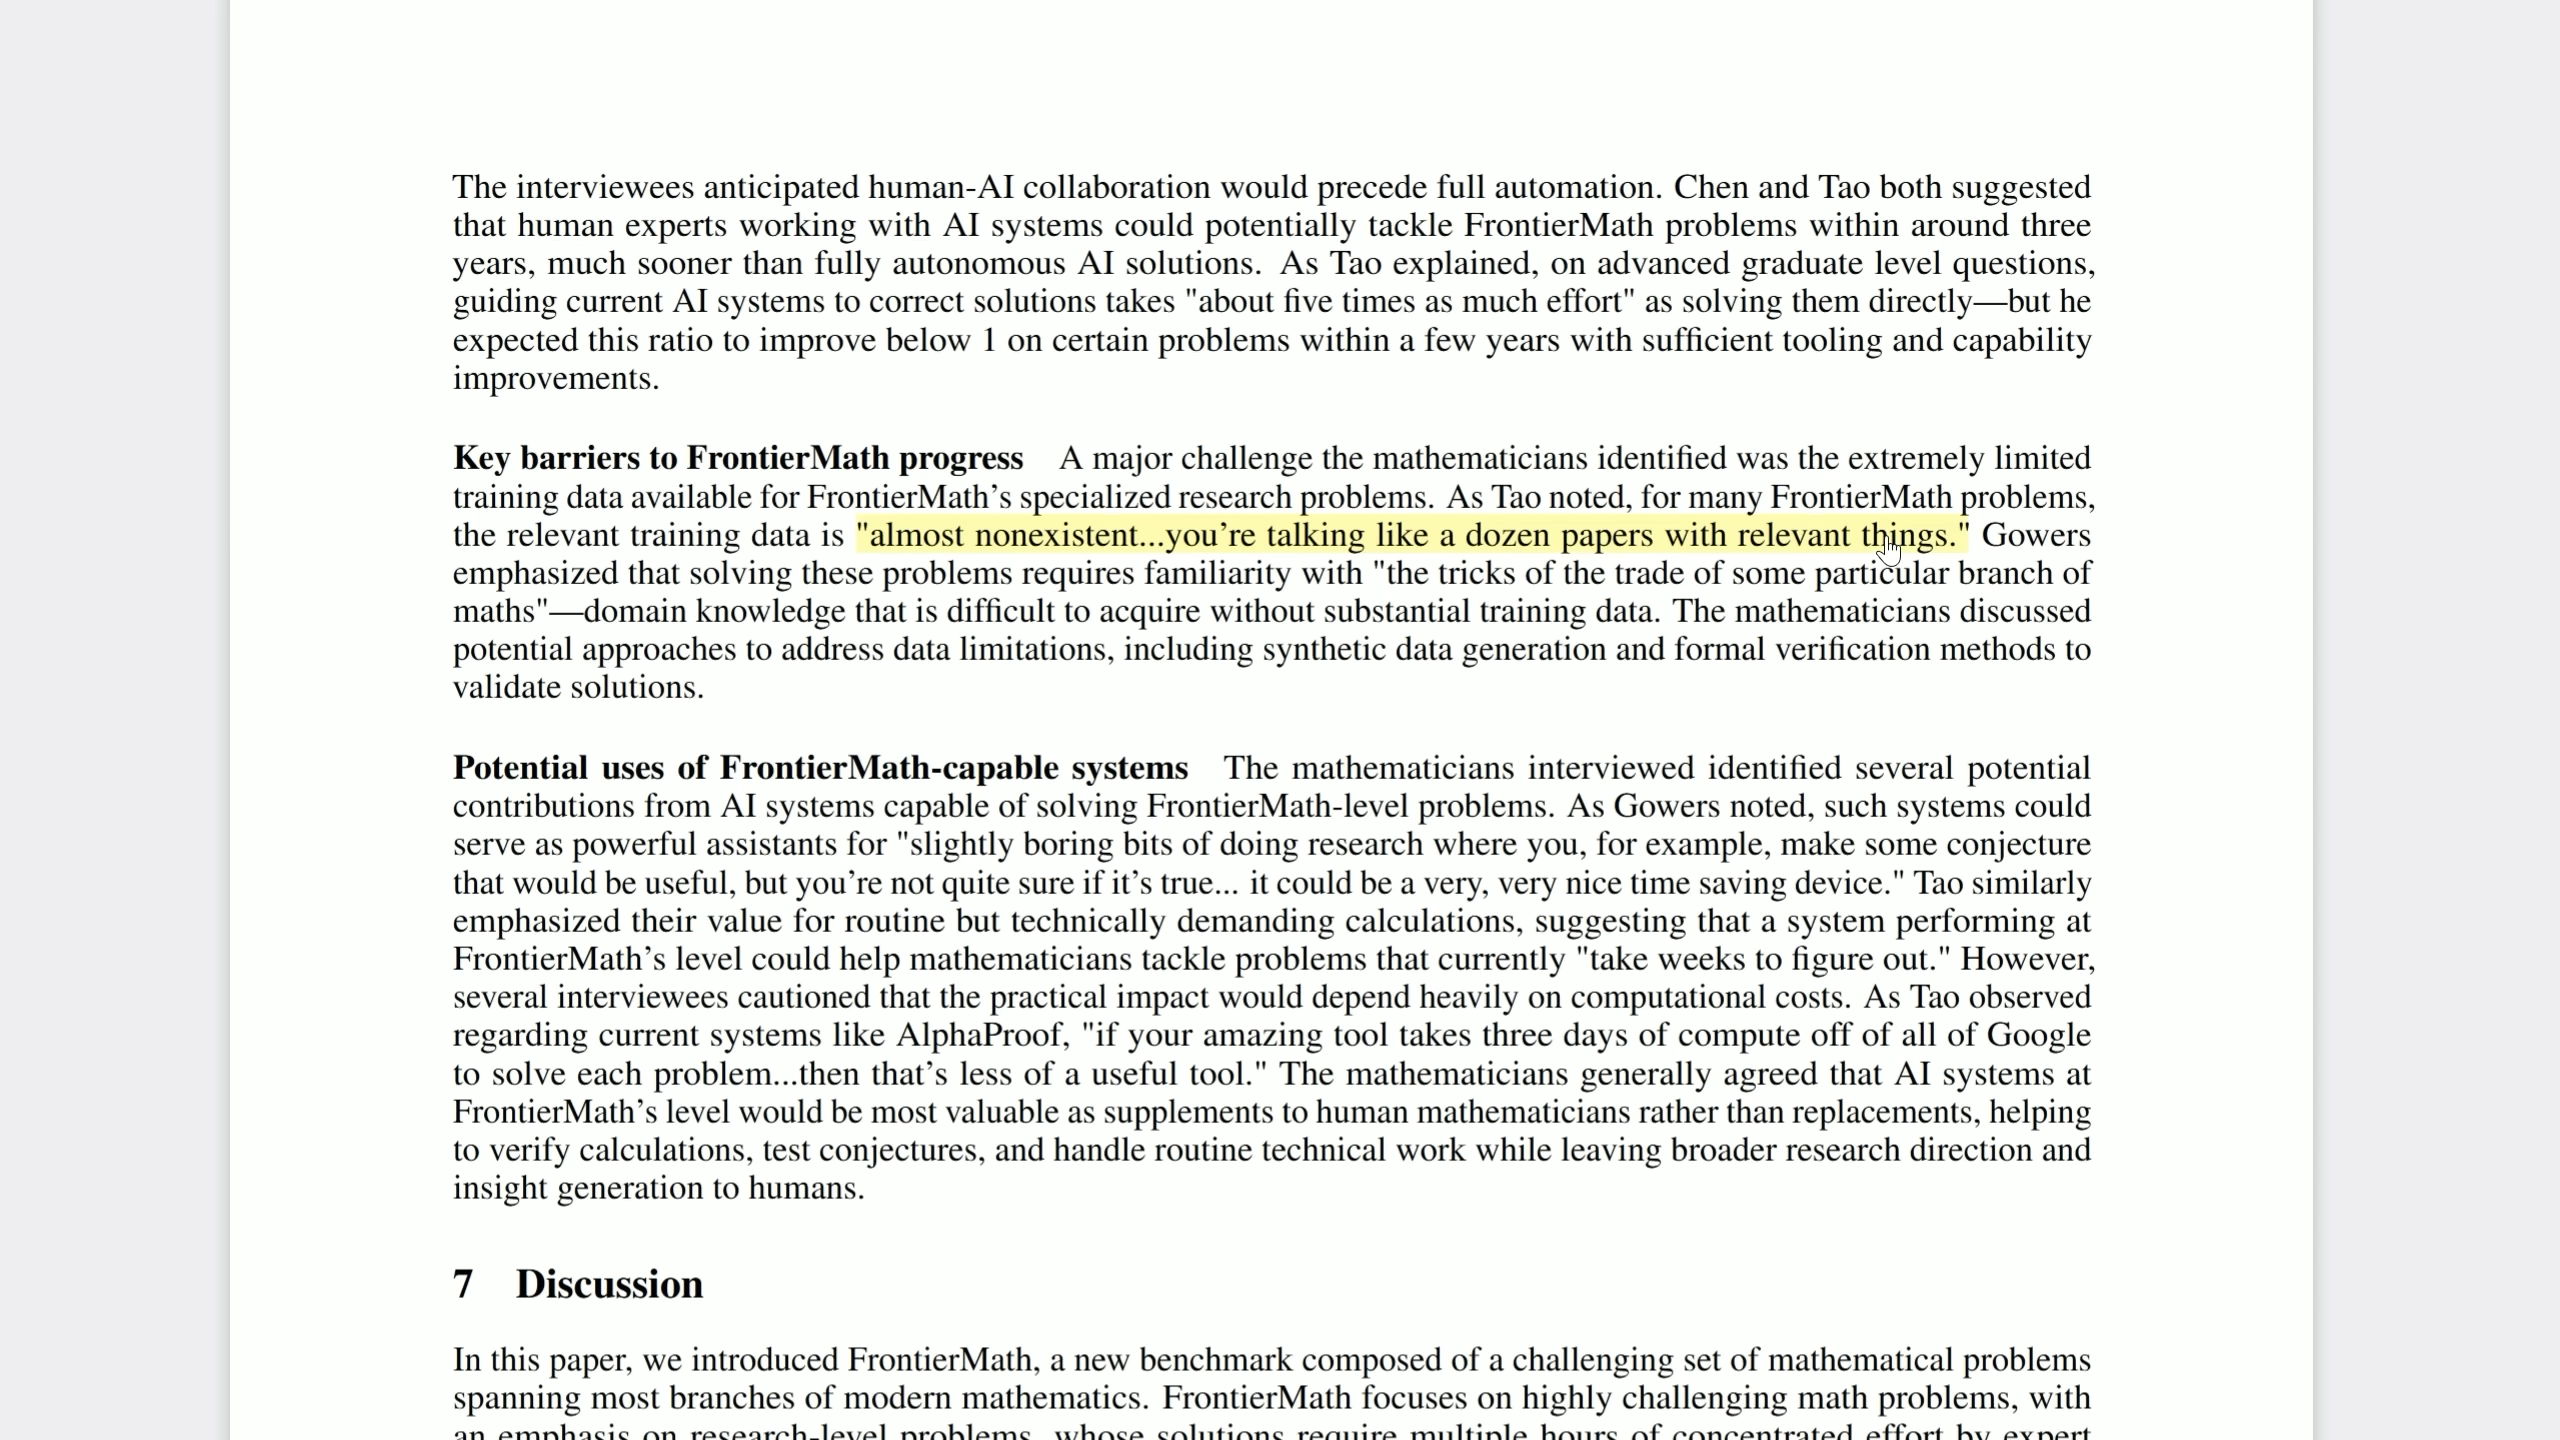 The interviewees anticipated human-AI collaboration would precede full automation. Chen and Tao both suggested
that human experts working with AI systems could potentially tackle FrontierMath problems within around three
years, much sooner than fully autonomous AI solutions. As Tao explained, on advanced graduate level questions,
guiding current AI systems to correct solutions takes "about five times as much effort" as solving them directly—but he
expected this ratio to improve below 1 on certain problems within a few years with sufficient tooling and capability
improvements.
Key barriers to FrontierMath progress A major challenge the mathematicians identified was the extremely limited
training data available for FrontierMath's specialized research problems. As Tao noted, for many FrontierMath problems,
the relevant training data is "almost nonexistent...you're talking like a dozen papers with relevant things." Gowers
emphasized that solving these problems requires familiarity with "the tricks of the trade of some particular branch of
maths"—domain knowledge that is difficult to acquire without substantial training data. The mathematicians discussed
potential approaches to address data limitations, including synthetic data generation and formal verification methods to
validate solutions.
Potential uses of FrontierMath-capable systems The mathematicians interviewed identified several potential
contributions from AI systems capable of solving FrontierMath-level problems. As Gowers noted, such systems could
serve as powerful assistants for "slightly boring bits of doing research where you, for example, make some conjecture
that would be useful, but you're not quite sure if it's true... it could be a very, very nice time saving device." Tao similarly
emphasized their value for routine but technically demanding calculations, suggesting that a system performing at
FrontierMath's level could help mathematicians tackle problems that currently "take weeks to figure out." However,
several interviewees cautioned that the practical impact would depend heavily on computational costs. As Tao observed
regarding current systems like AlphaProof, "if your amazing tool takes three days of compute off of all of Google
to solve each problem...then that's less of a useful tool." The mathematicians generally agreed that AI systems at
FrontierMath's level would be most valuable as supplements to human mathematicians rather than replacements, helping
to verify calculations, test conjectures, and handle routine technical work while leaving broader research direction and
insight generation to humans.
7 Discussion
In this paper, we introduced FrontierMath, a new benchmark composed of a challenging set of mathematical problems
spanning most branches of modern mathematics. FrontierMath focuses on highly challenging math problems, with
an emphasis on research-level problems, whose solutions require multiple hours of concentrated effort by expert